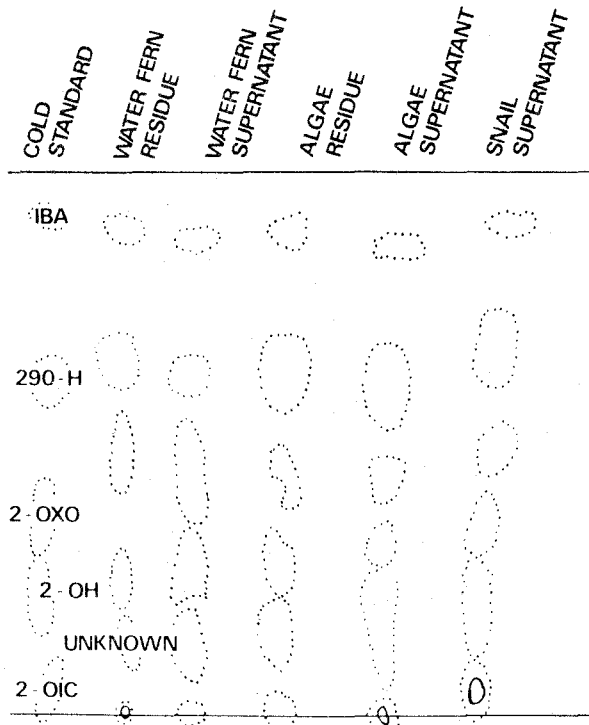 COLD
STANDARD
WATER FERN
RESIDUE
WATER FERN
SUPERNATANT
ALGAE
RESIDUE
ALGAE
SUPERNATANT
SNAIL
SUPERNATANT
IBA
290-H
2-OXO
2-OH
UNKNOWN
2-OIC